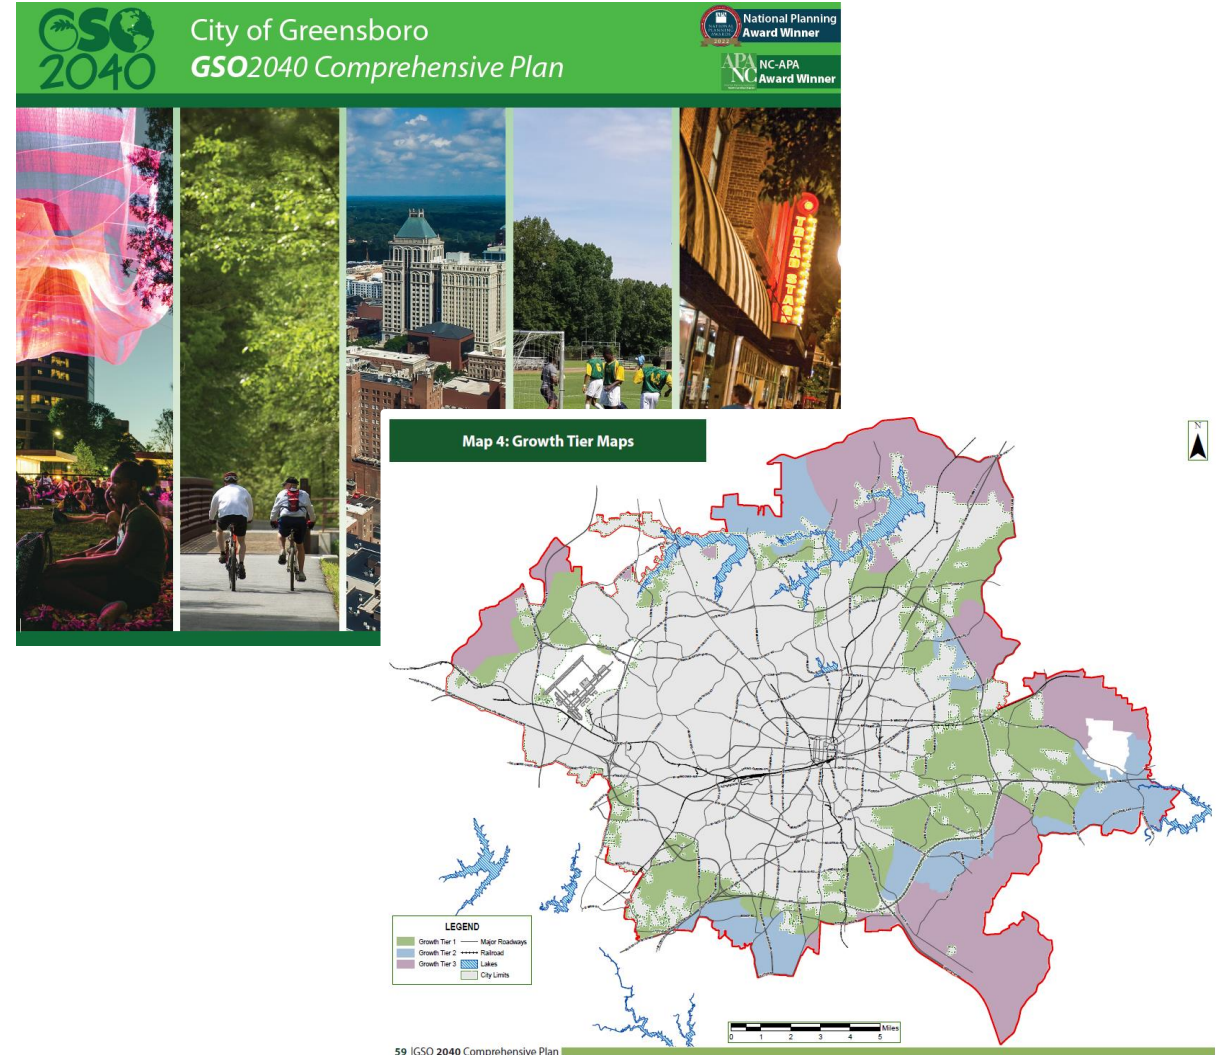 GSO
2040
City of Greensboro
GSO2040 Comprehensive Plan
National Planning
Award Winner
APA
NC
NC-APA
Award Winner
TRIAD STAGE
Map 4: Growth Tier Maps
N
LEGEND
Growth Tier 1
Major Roadways
Growth Tier 2
Railroad
Growth Tier 3
Lakes
City Limits
Miles
0 1 2 3 4 5
59 |GSO 2040 Comprehensive Plan